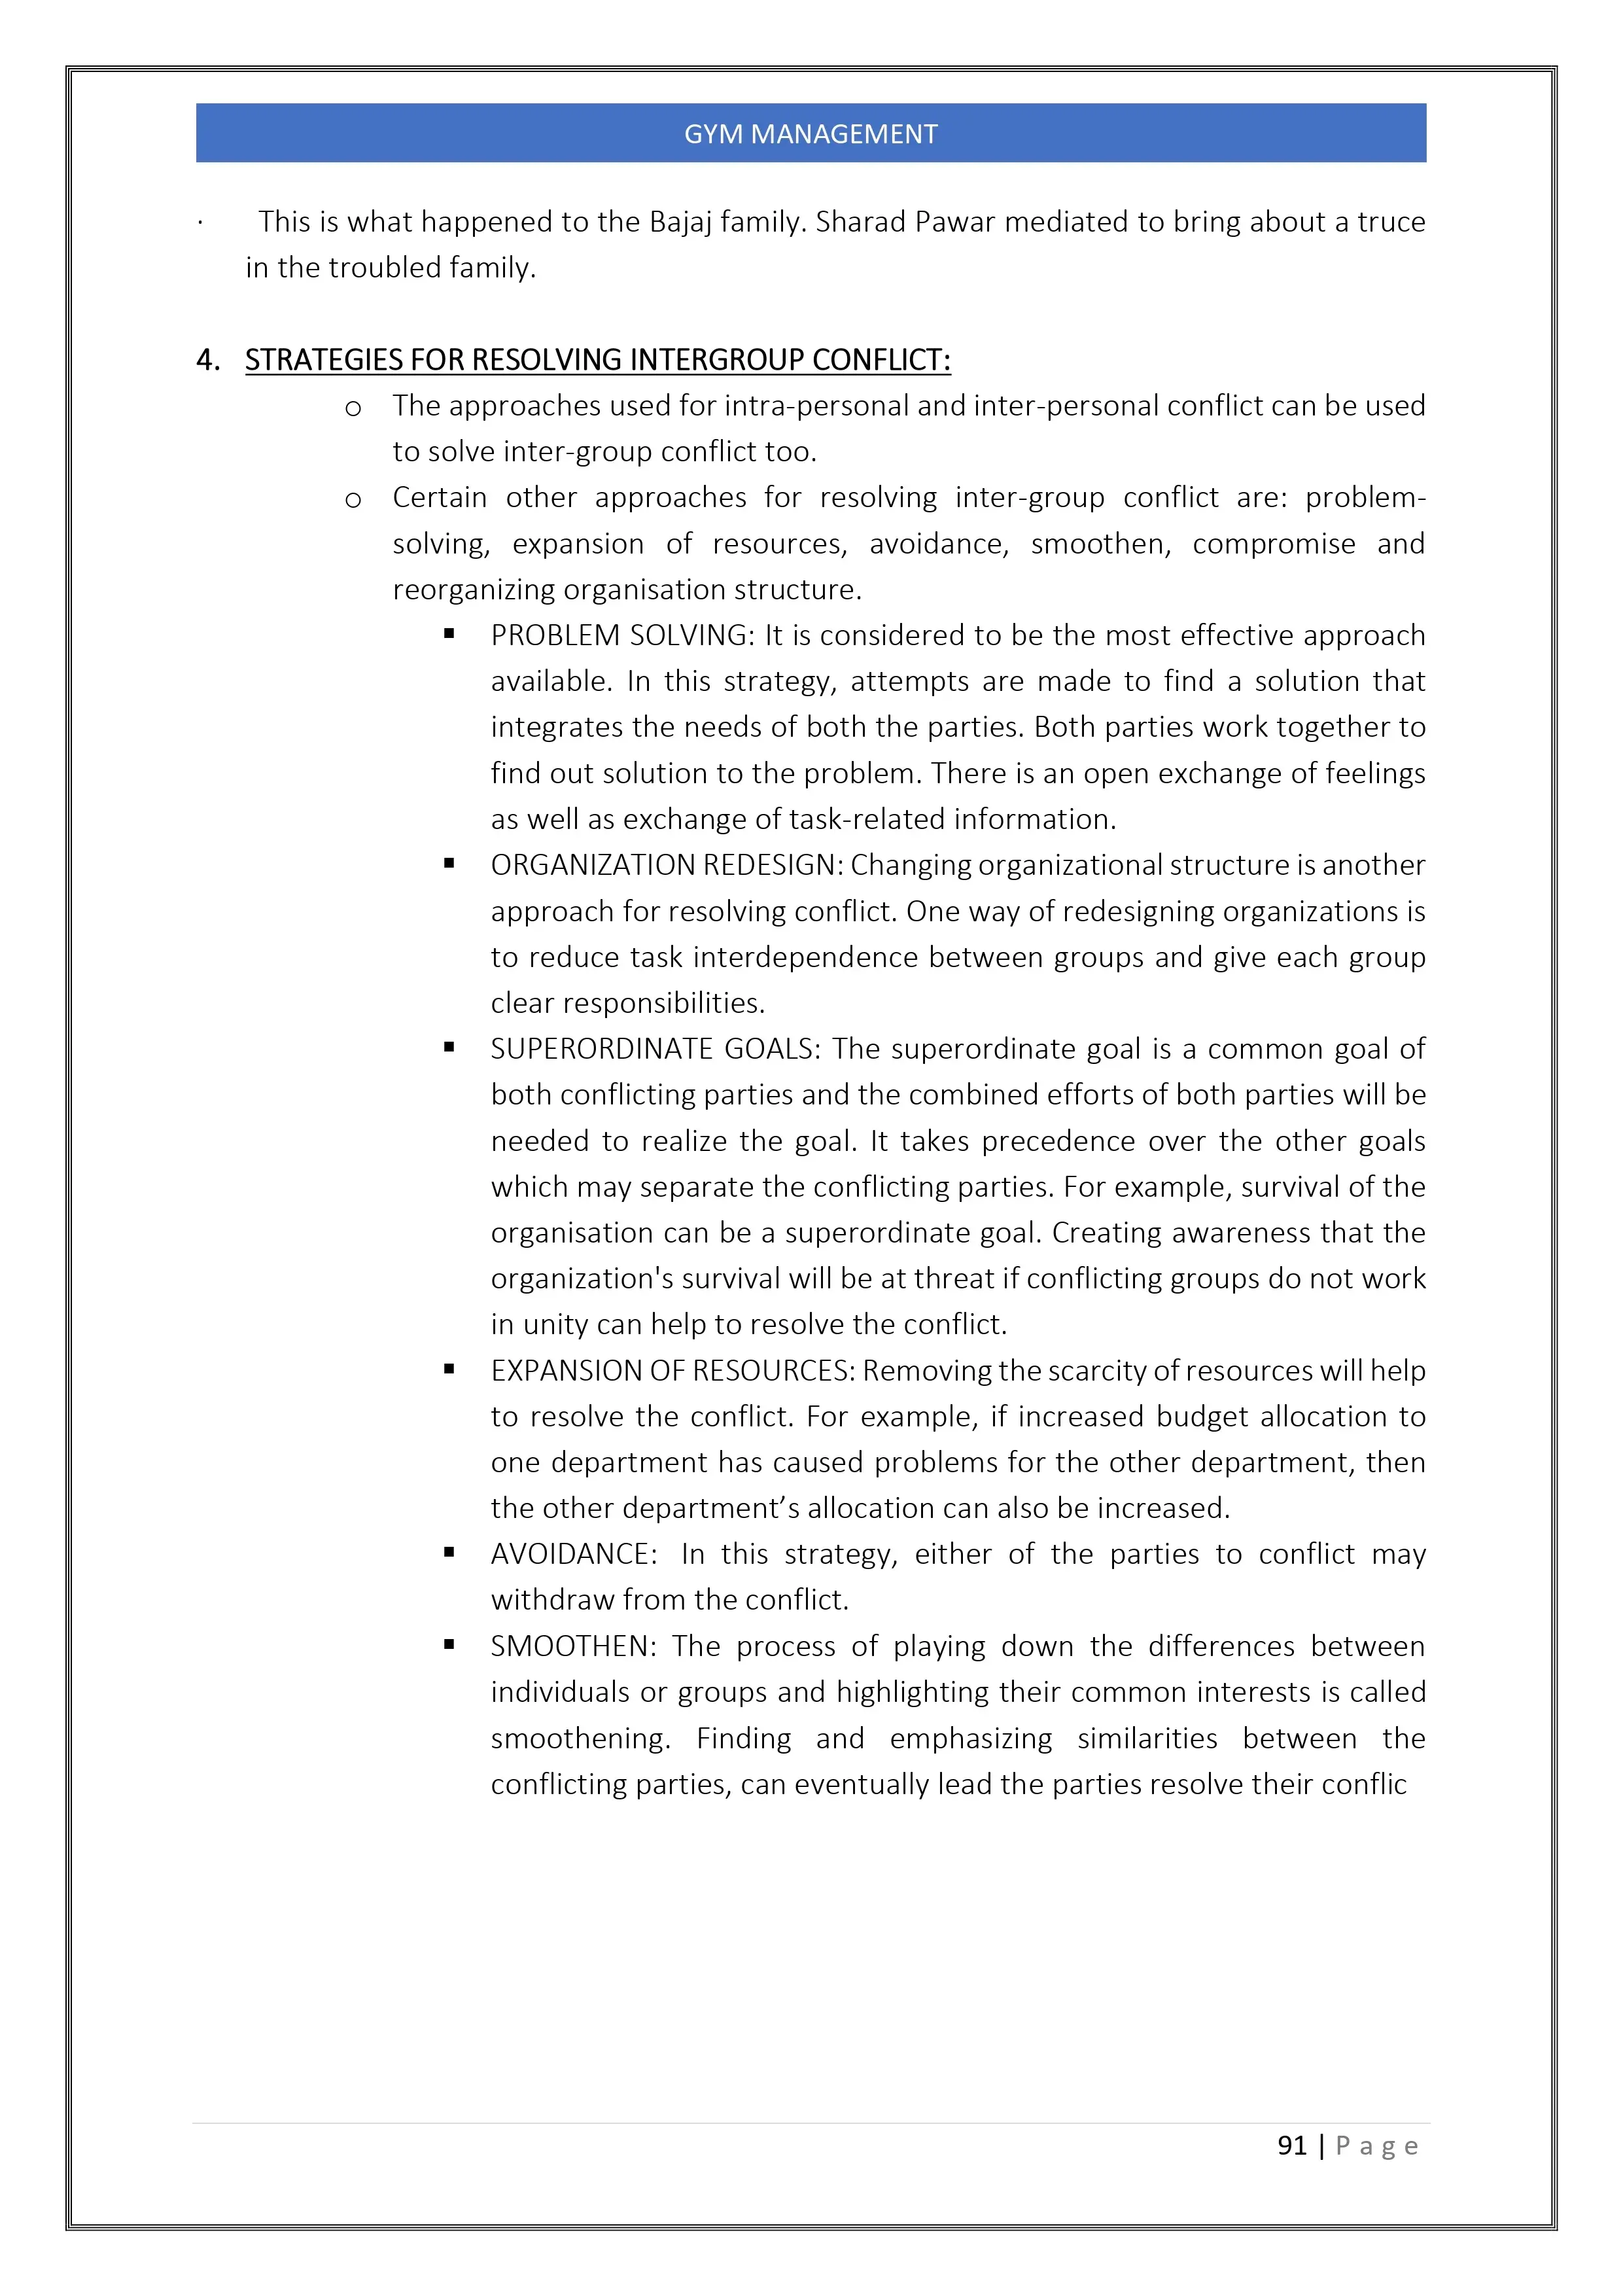 GYM MANAGEMENT
· This is what happened to the Bajaj family. Sharad Pawar mediated to bring about a truce
in the troubled family.
4. STRATEGIES FOR RESOLVING INTERGROUP CONFLICT:
o The approaches used for intra-personal and inter-personal conflict can be used
to solve inter-group conflict too.
o Certain other approaches for resolving inter-group conflict are: problem-
solving, expansion of resources, avoidance, smoothen, compromise and
reorganizing organisation structure.
▪ PROBLEM SOLVING: It is considered to be the most effective approach
available. In this strategy, attempts are made to find a solution that
integrates the needs of both the parties. Both parties work together to
find out solution to the problem. There is an open exchange of feelings
as well as exchange of task-related information.
▪ ORGANIZATION REDESIGN: Changing organizational structure is another
approach for resolving conflict. One way of redesigning organizations is
to reduce task interdependence between groups and give each group
clear responsibilities.
▪ SUPERORDINATE GOALS: The superordinate goal is a common goal of
both conflicting parties and the combined efforts of both parties will be
needed to realize the goal. It takes precedence over the other goals
which may separate the conflicting parties. For example, survival of the
organisation can be a superordinate goal. Creating awareness that the
organization's survival will be at threat if conflicting groups do not work
in unity can help to resolve the conflict.
▪ EXPANSION OF RESOURCES: Removing the scarcity of resources will help
to resolve the conflict. For example, if increased budget allocation to
one department has caused problems for the other department, then
the other department’s allocation can also be increased.
▪ AVOIDANCE: In this strategy, either of the parties to conflict may
withdraw from the conflict.
▪ SMOOTHEN: The process of playing down the differences between
individuals or groups and highlighting their common interests is called
smoothening. Finding and emphasizing similarities between the
conflicting parties, can eventually lead the parties resolve their conflic
91 | P a g e